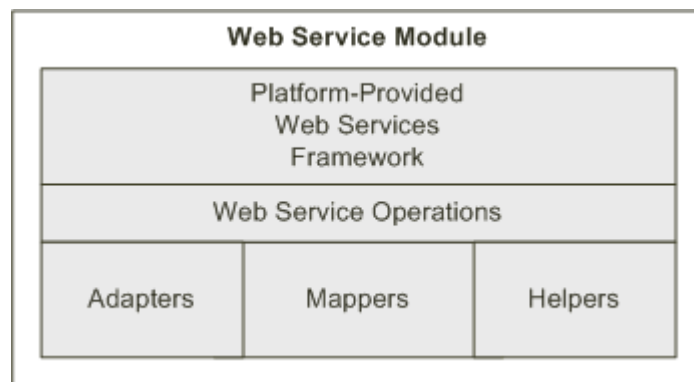 Web Service Module
Platform-Provided
Web Services
Framework
Web Service Operations
Adapters
Mappers
Helpers